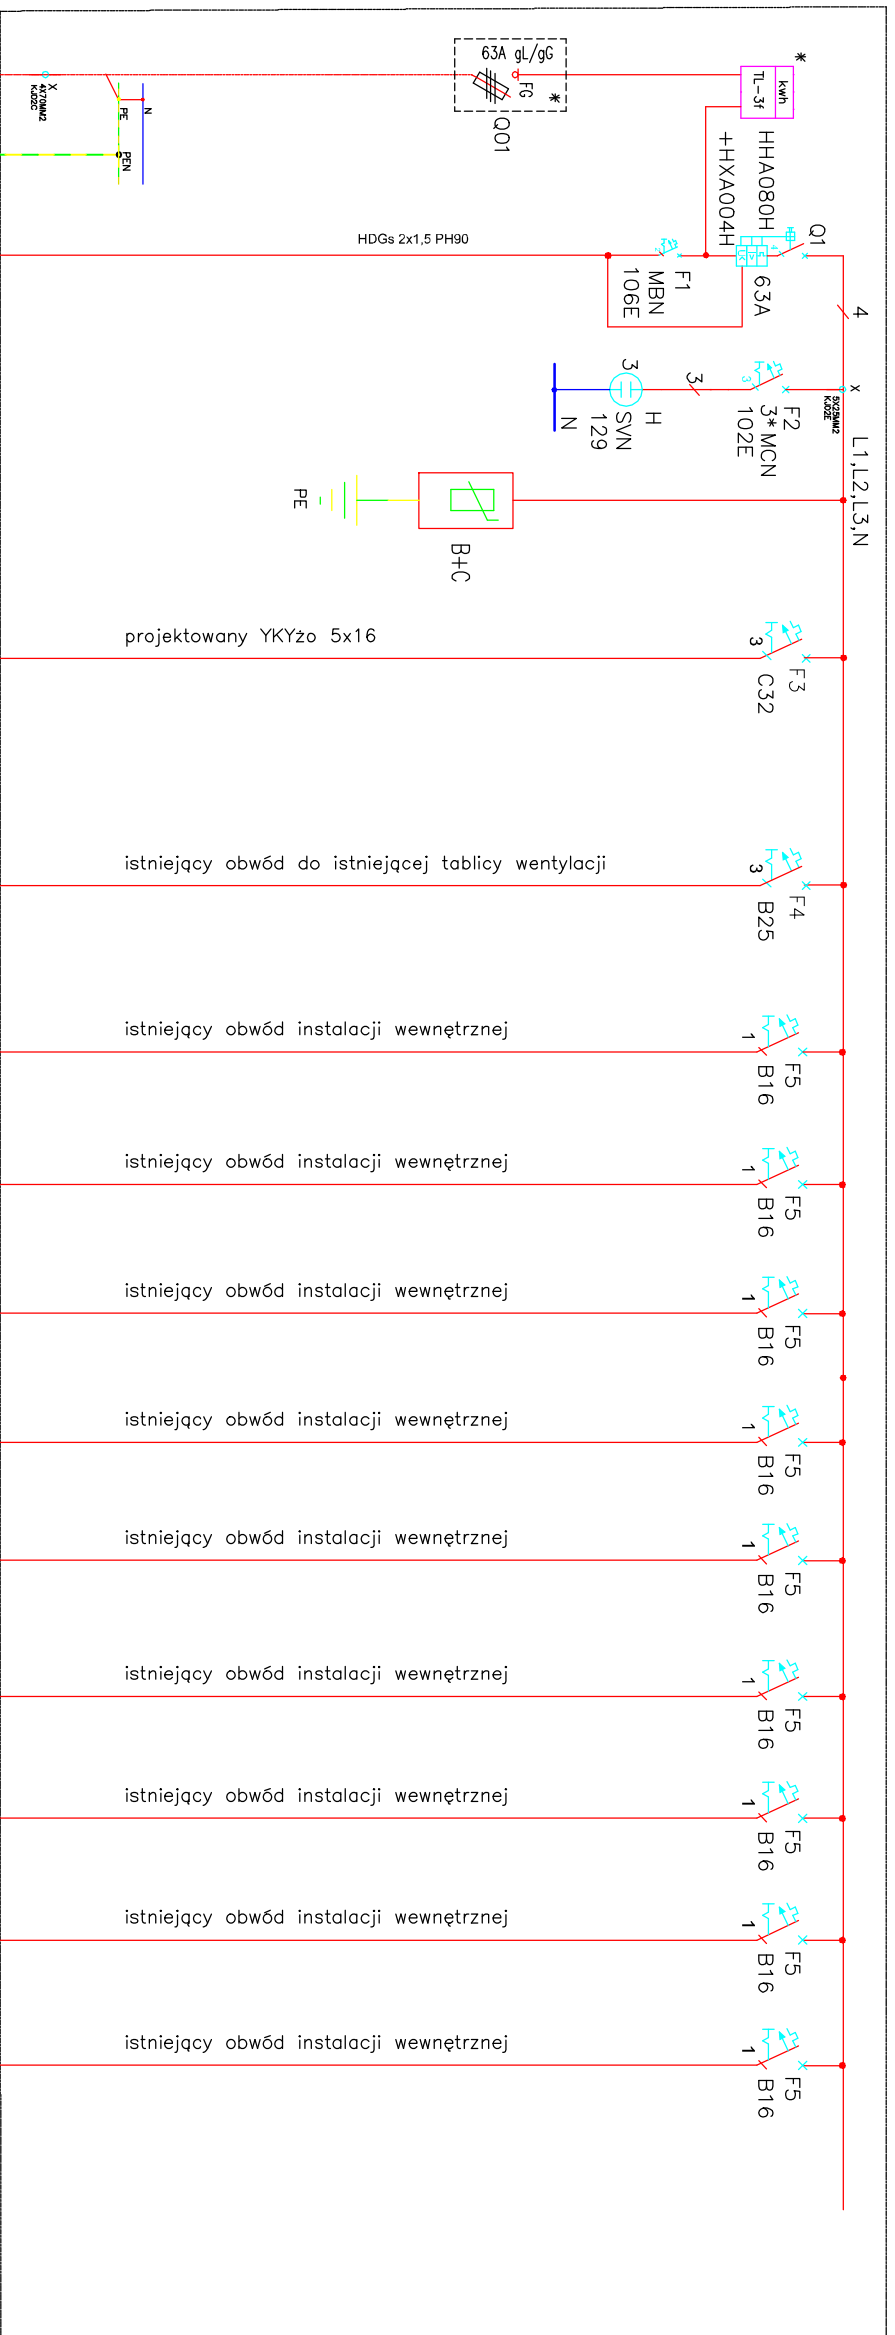 63A gL/gG
FG
*
Q01
*
kwh
TL-3f
X
4X70MM2
KJ02C
N
PE
PEN
HHA080H
+HXA004H
Q1
63A
HDGs 2x1,5 PH90
F1
MBN
106E
4
X
5X25MM2
KJ02E
L1,L2,L3,N
F2
3*MCN
102E
3
3
3
H
SVN
129
N
B+C
PE
projektowany YKYżo 5x16
3
F3
C32
istniejący obwód do istniejącej tablicy wentylacji
3
F4
B25
istniejący obwód instalacji wewnętrznej
1
F5
B16
istniejący obwód instalacji wewnętrznej
1
F5
B16
istniejący obwód instalacji wewnętrznej
1
F5
B16
istniejący obwód instalacji wewnętrznej
1
F5
B16
istniejący obwód instalacji wewnętrznej
1
F5
B16
istniejący obwód instalacji wewnętrznej
1
F5
B16
istniejący obwód instalacji wewnętrznej
1
F5
B16
istniejący obwód instalacji wewnętrznej
1
F5
B16
istniejący obwód instalacji wewnętrznej
1
F5
B16